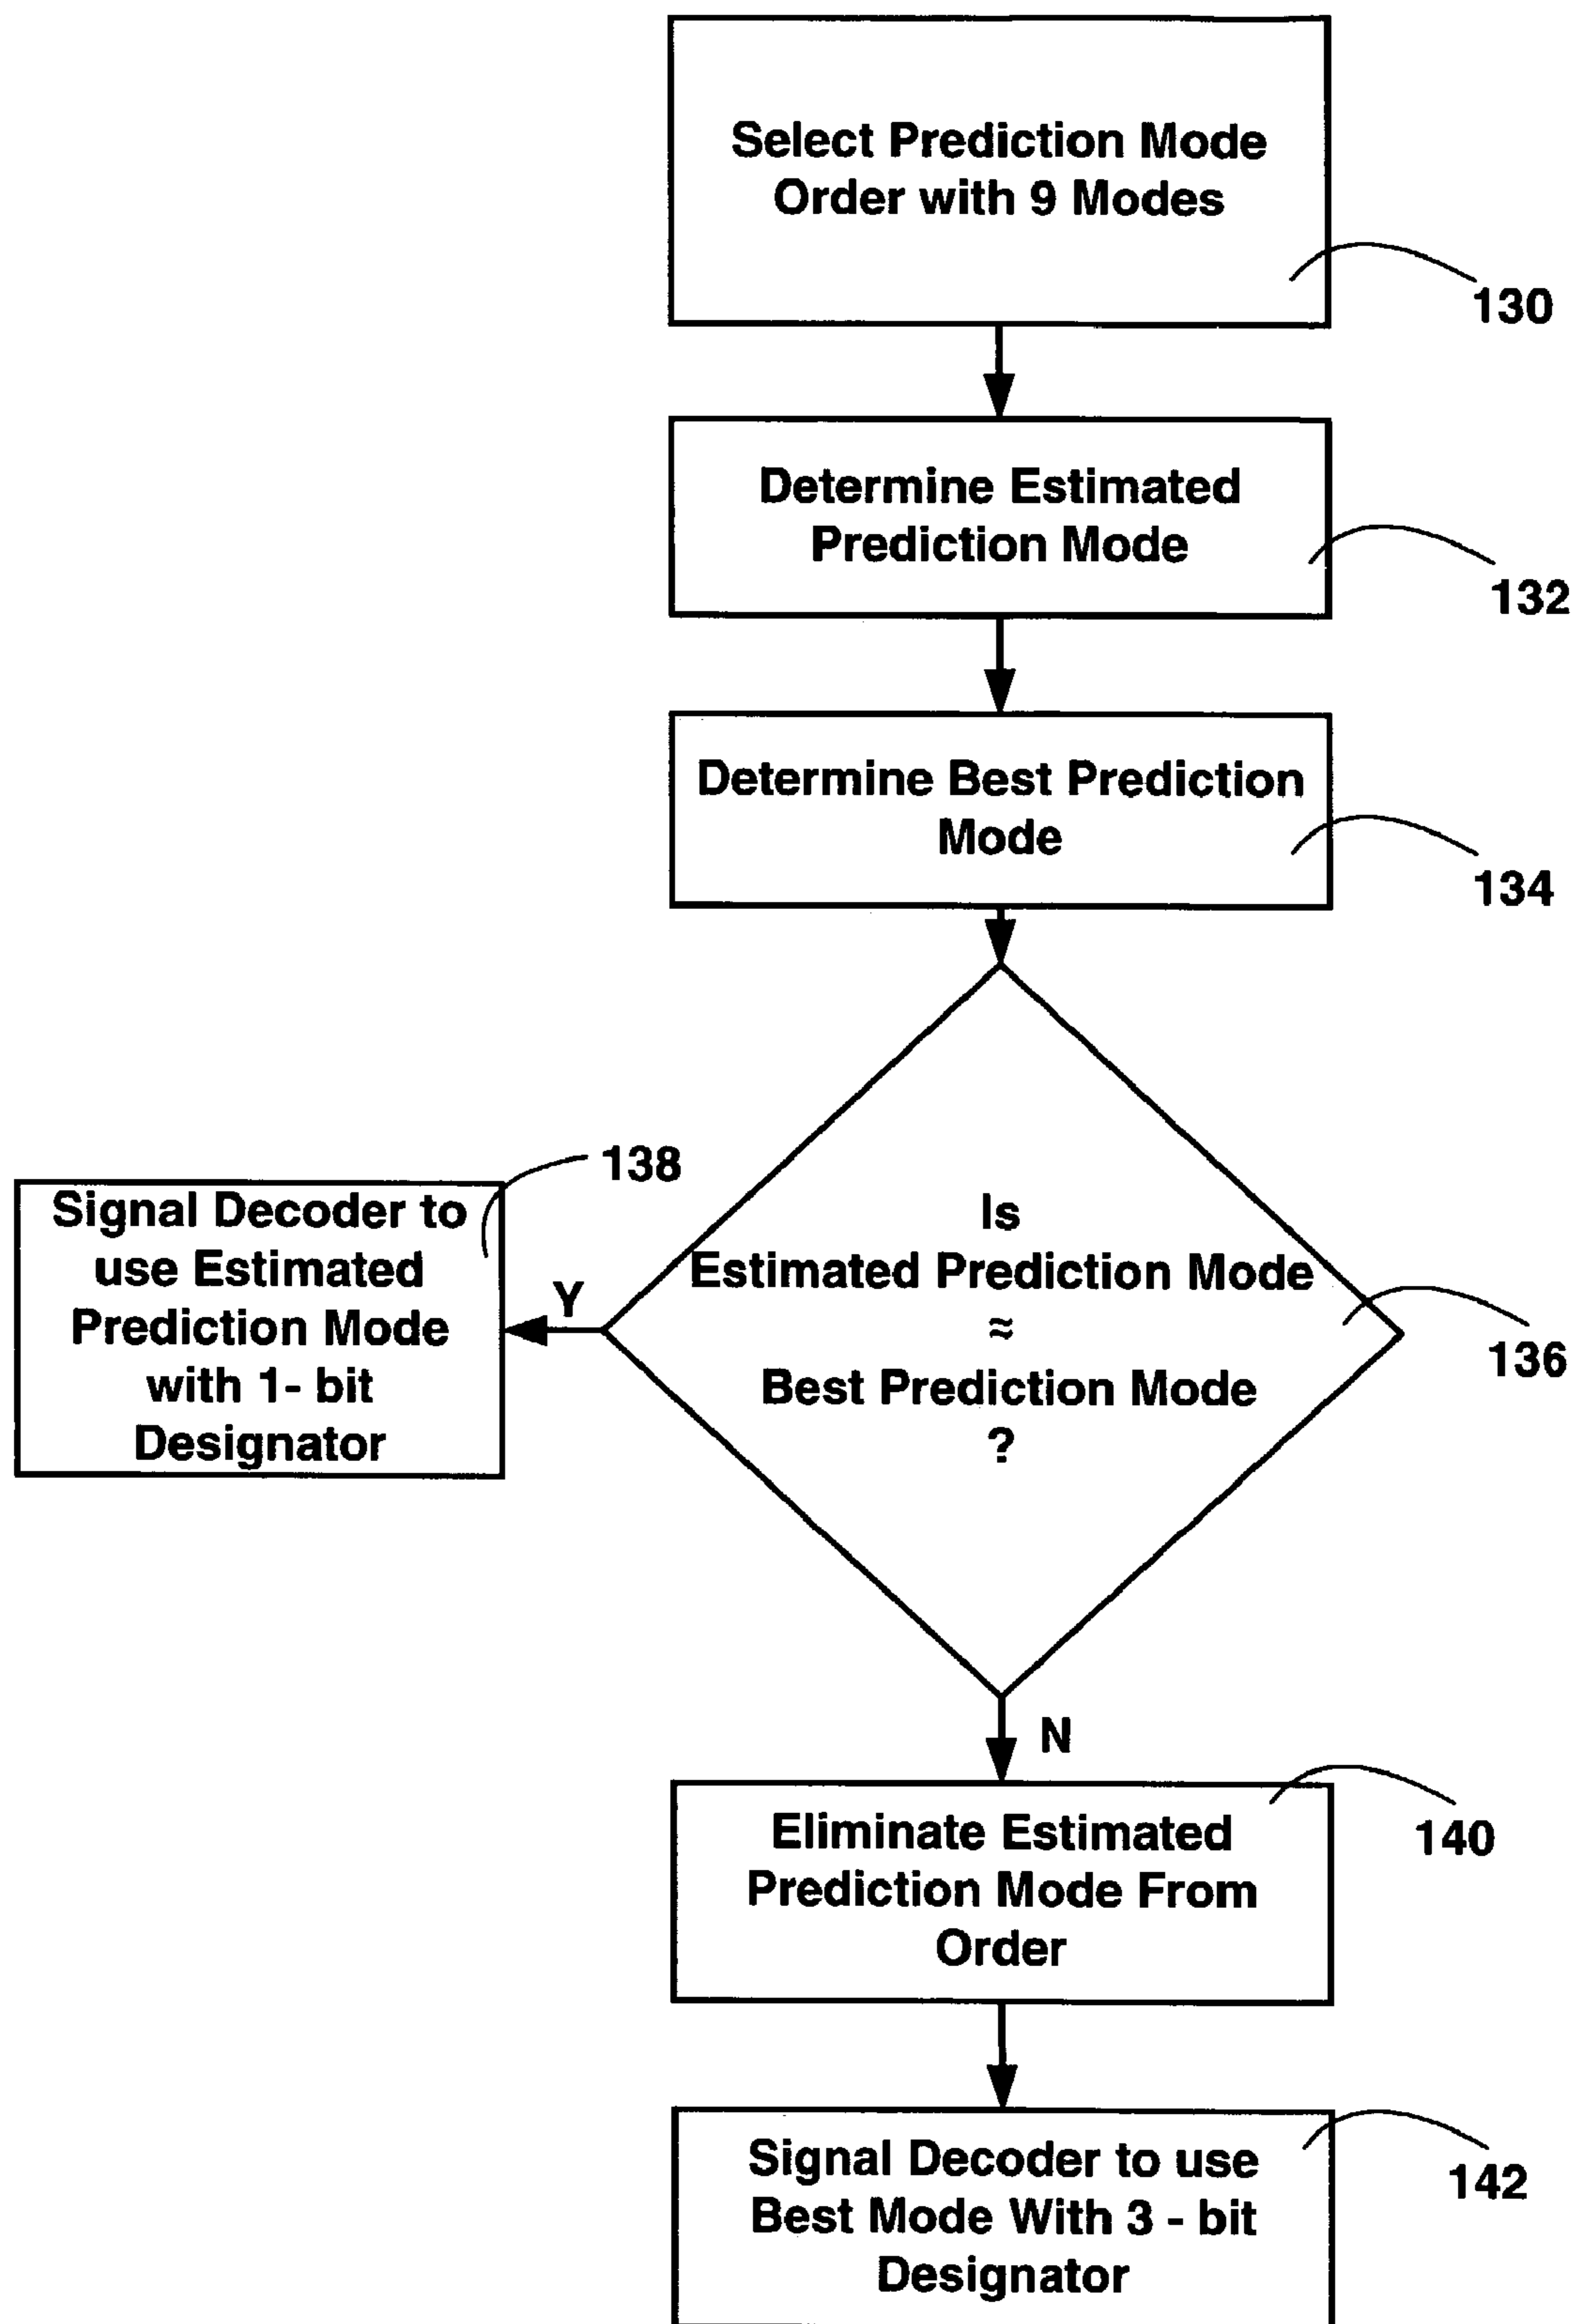 Select Prediction Mode
Order with 9 Modes
130
Determine Estimated
Prediction Mode
132
Determine Best Prediction
Mode
134
138
Signal Decoder to
use Estimated
Prediction Mode
with 1- bit
Designator
Y
Is
Estimated Prediction Mode
≈
Best Prediction Mode
?
136
N
Eliminate Estimated
Prediction Mode From
Order
140
Signal Decoder to use
Best Mode With 3 - bit
Designator
142